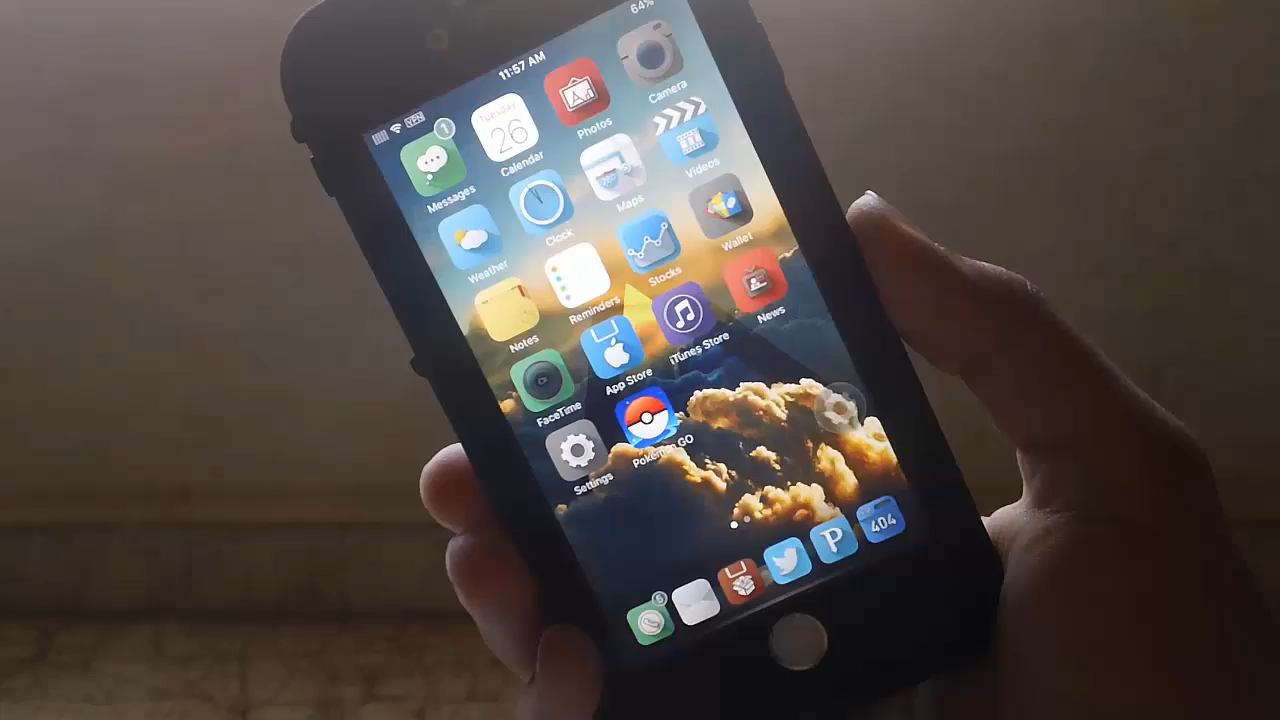 VPN
11:57 AM
64%
1
Messages
Tuesday
26
Calendar
Ad
Photos
Camera
Weather
Clock
Maps
Videos
Notes
Reminders
Stocks
Wallet
FaceTime
App Store
iTunes Store
News
Settings
Pokémon GO
5
P
404